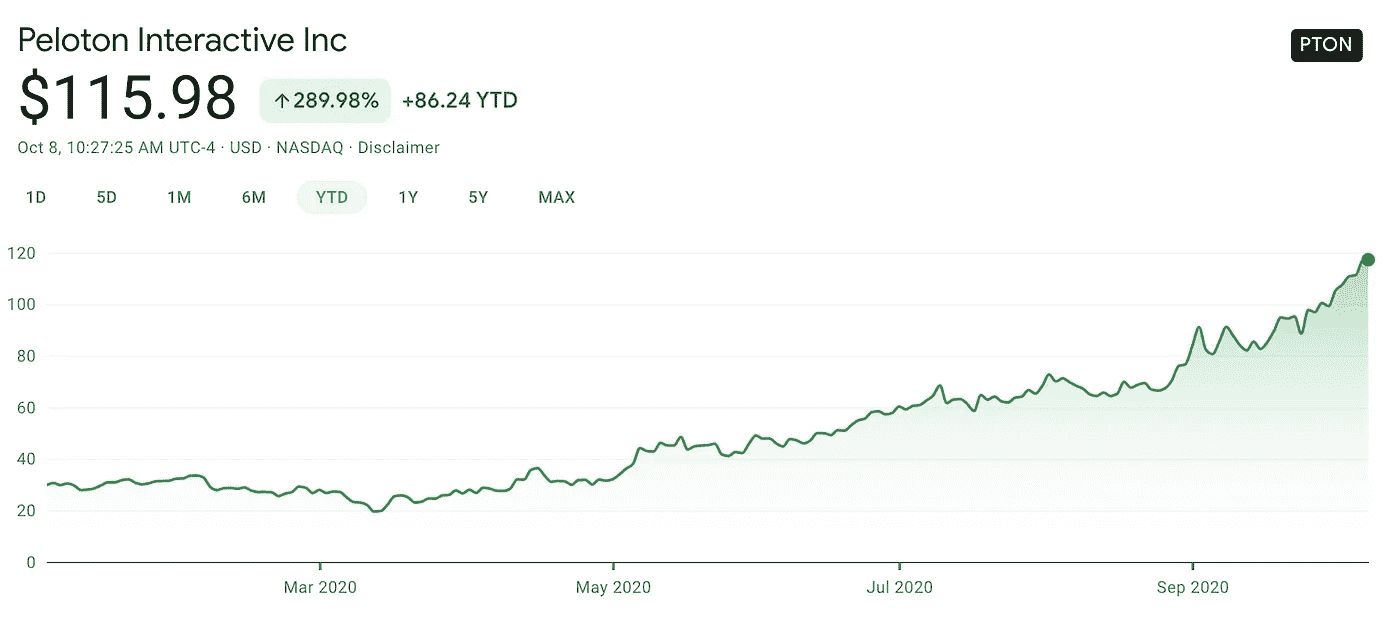 Peloton Interactive Inc
PTON
$115.98 ↑289.98% +86.24 YTD
Oct 8, 10:27:25 AM UTC-4 · USD · NASDAQ · Disclaimer
1D 5D 1M 6M YTD 1Y 5Y MAX
120
100
80
60
40
20
0
Mar 2020 May 2020 Jul 2020 Sep 2020